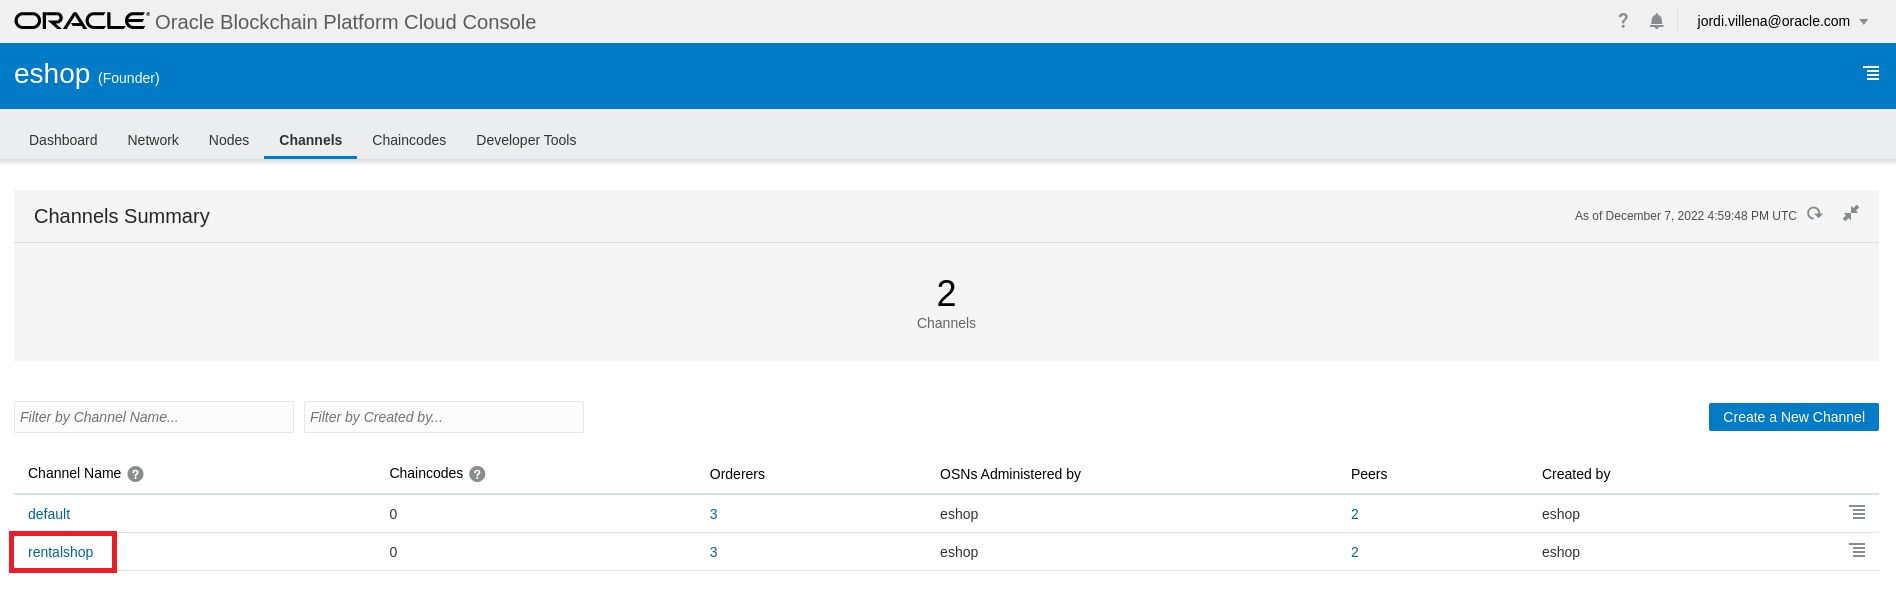 ORACLE® Oracle Blockchain Platform Cloud Console ? jordi.villena@oracle.com
eshop (Founder)
Dashboard Network Nodes Channels Chaincodes Developer Tools
Channels Summary As of December 7, 2022 4:59:48 PM UTC
2
Channels
Filter by Channel Name... Filter by Created by... Create a New Channel
Channel Name ? Chaincodes ? Orderers OSNs Administered by Peers Created by
default 0 3 eshop 2 eshop
rentalshop 0 3 eshop 2 eshop